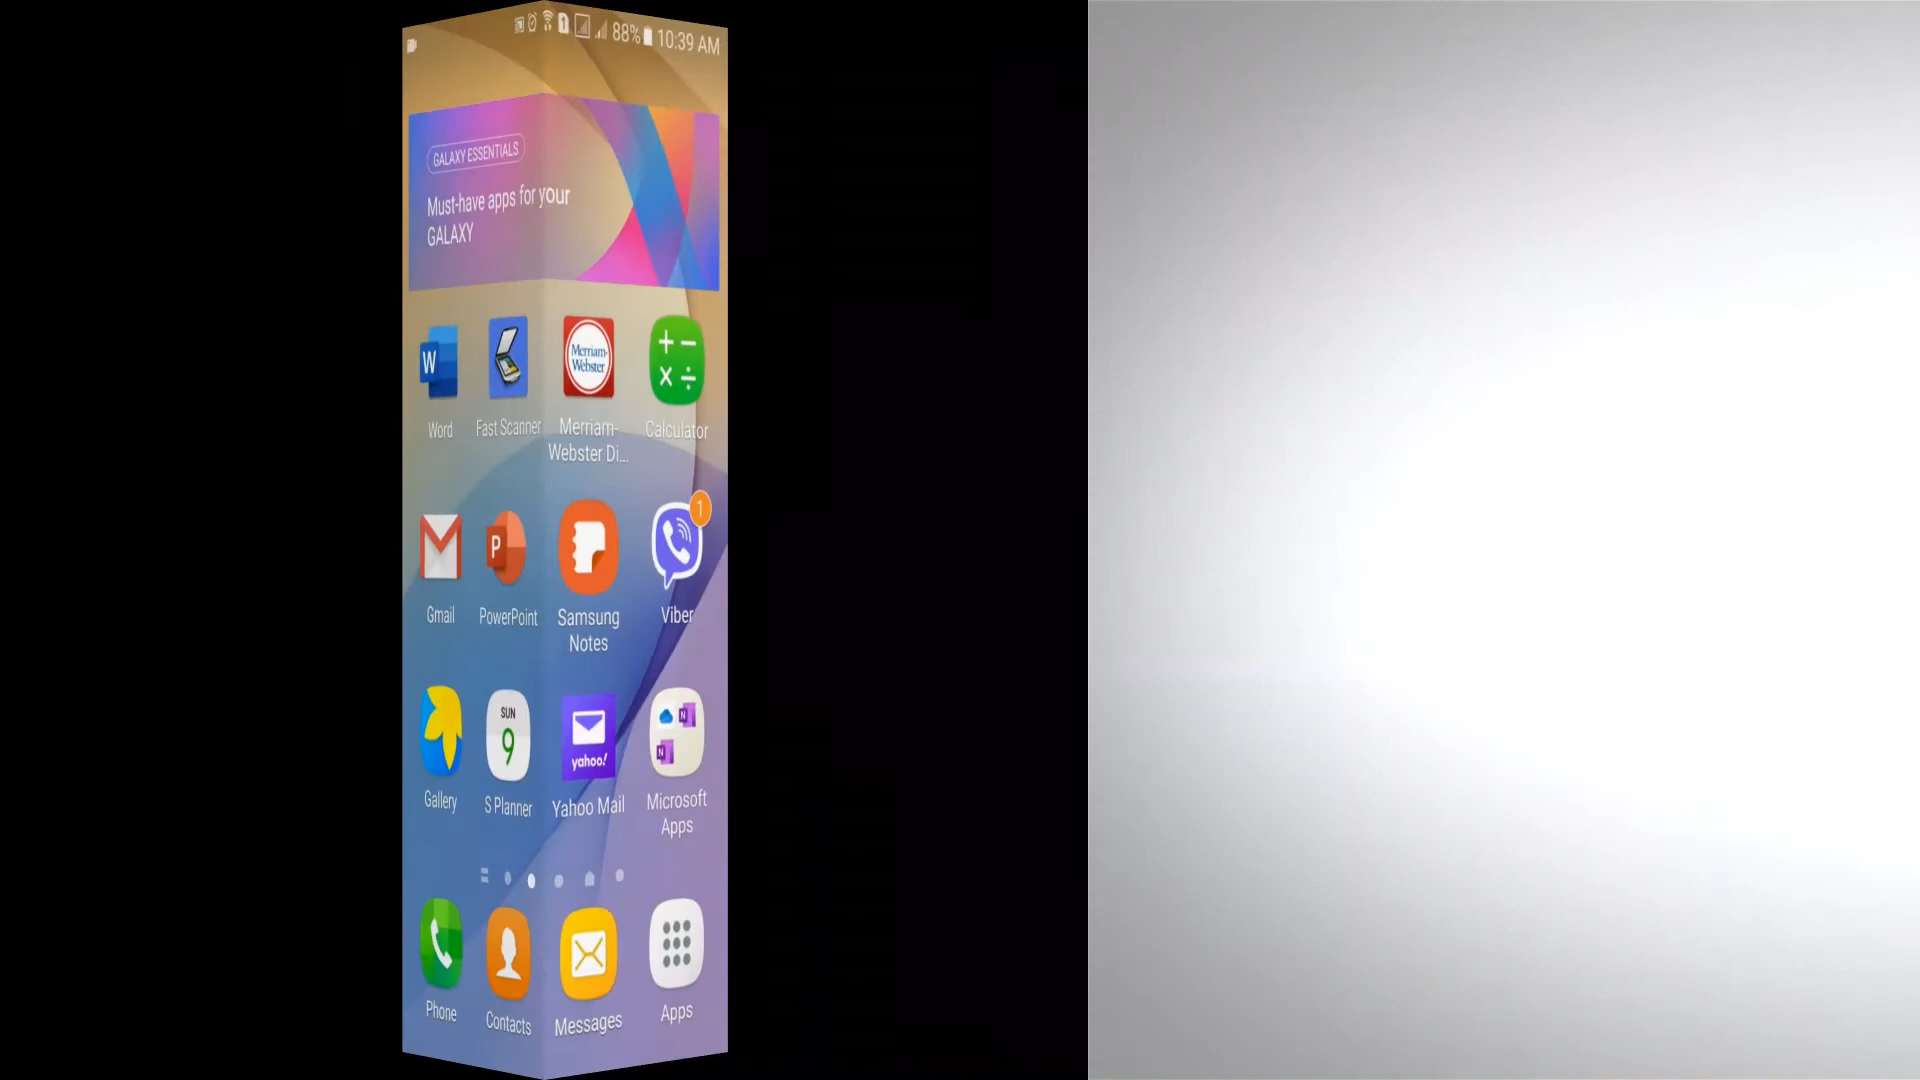 88% 10:39 AM
GALAXY ESSENTIALS
Must-have apps for your
GALAXY
W
Merriam-
Webster
Word
Fast Scanner
Merriam-
Webster Di...
Calculator
1
P
Gmail
PowerPoint
Samsung
Notes
Viber
SUN
9
yahoo!
N
N
Gallery
S Planner
Yahoo Mail
Microsoft
Apps
Phone
Contacts
Messages
Apps